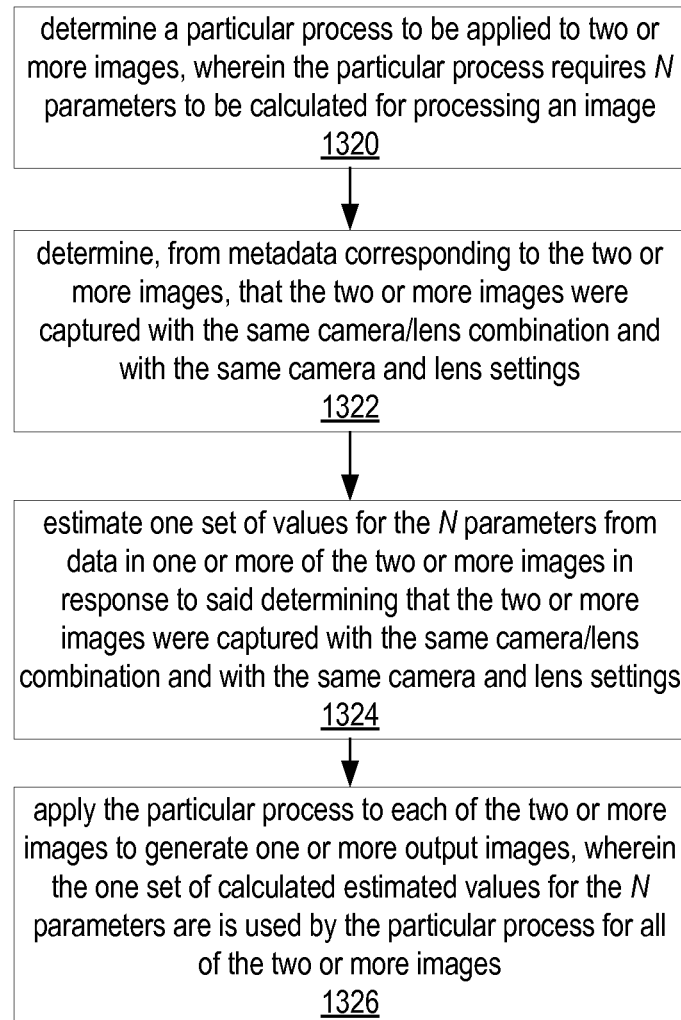 determine a particular process to be applied to two or
more images, wherein the particular process requires N
parameters to be calculated for processing an image
1320
determine, from metadata corresponding to the two or
more images, that the two or more images were
captured with the same camera/lens combination and
with the same camera and lens settings
1322
estimate one set of values for the N parameters from
data in one or more of the two or more images in
response to said determining that the two or more
images were captured with the same camera/lens
combination and with the same camera and lens settings
1324
apply the particular process to each of the two or more
images to generate one or more output images, wherein
the one set of calculated estimated values for the N
parameters are is used by the particular process for all
of the two or more images
1326